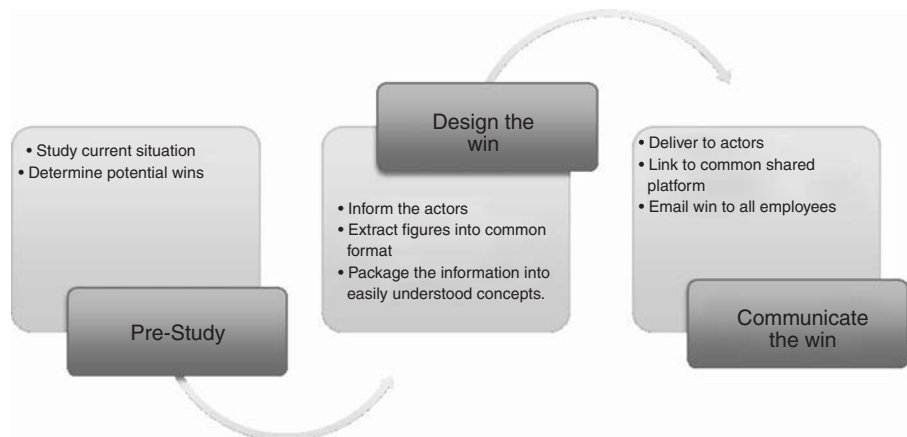 • Study current situation
• Determine potential wins
Pre-Study
Design the
win
• Inform the actors
• Extract figures into common
format
• Package the information into
easily understood concepts.
• Deliver to actors
• Link to common shared
platform
• Email win to all employees
Communicate
the win